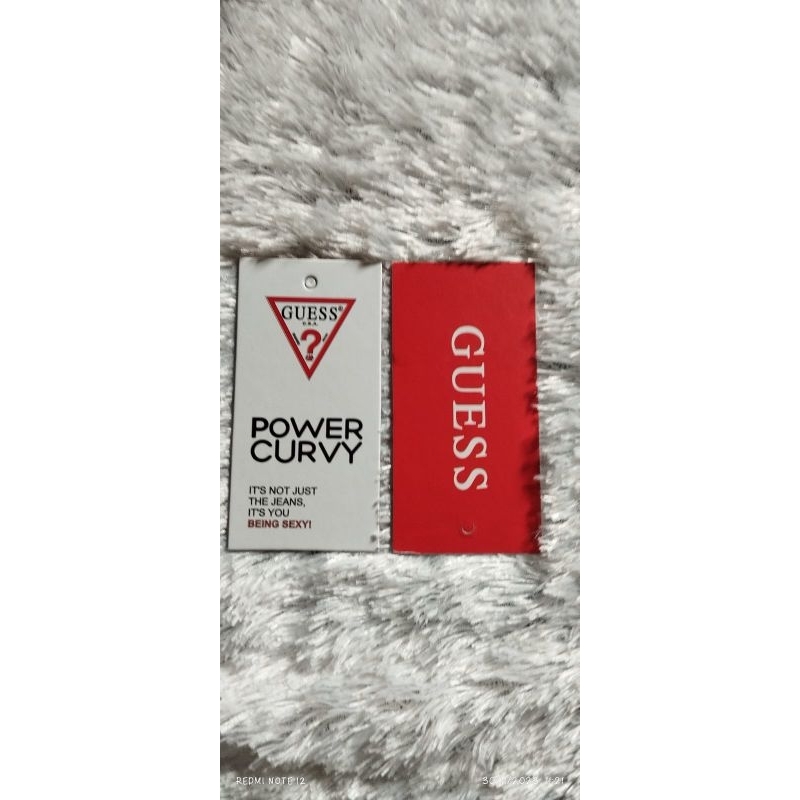 GUESS®
U.S.A.
?
POWER
CURVY
IT'S NOT JUST
THE JEANS,
IT'S YOU
BEING SEXY!
GUESS
REDMI NOTE 12